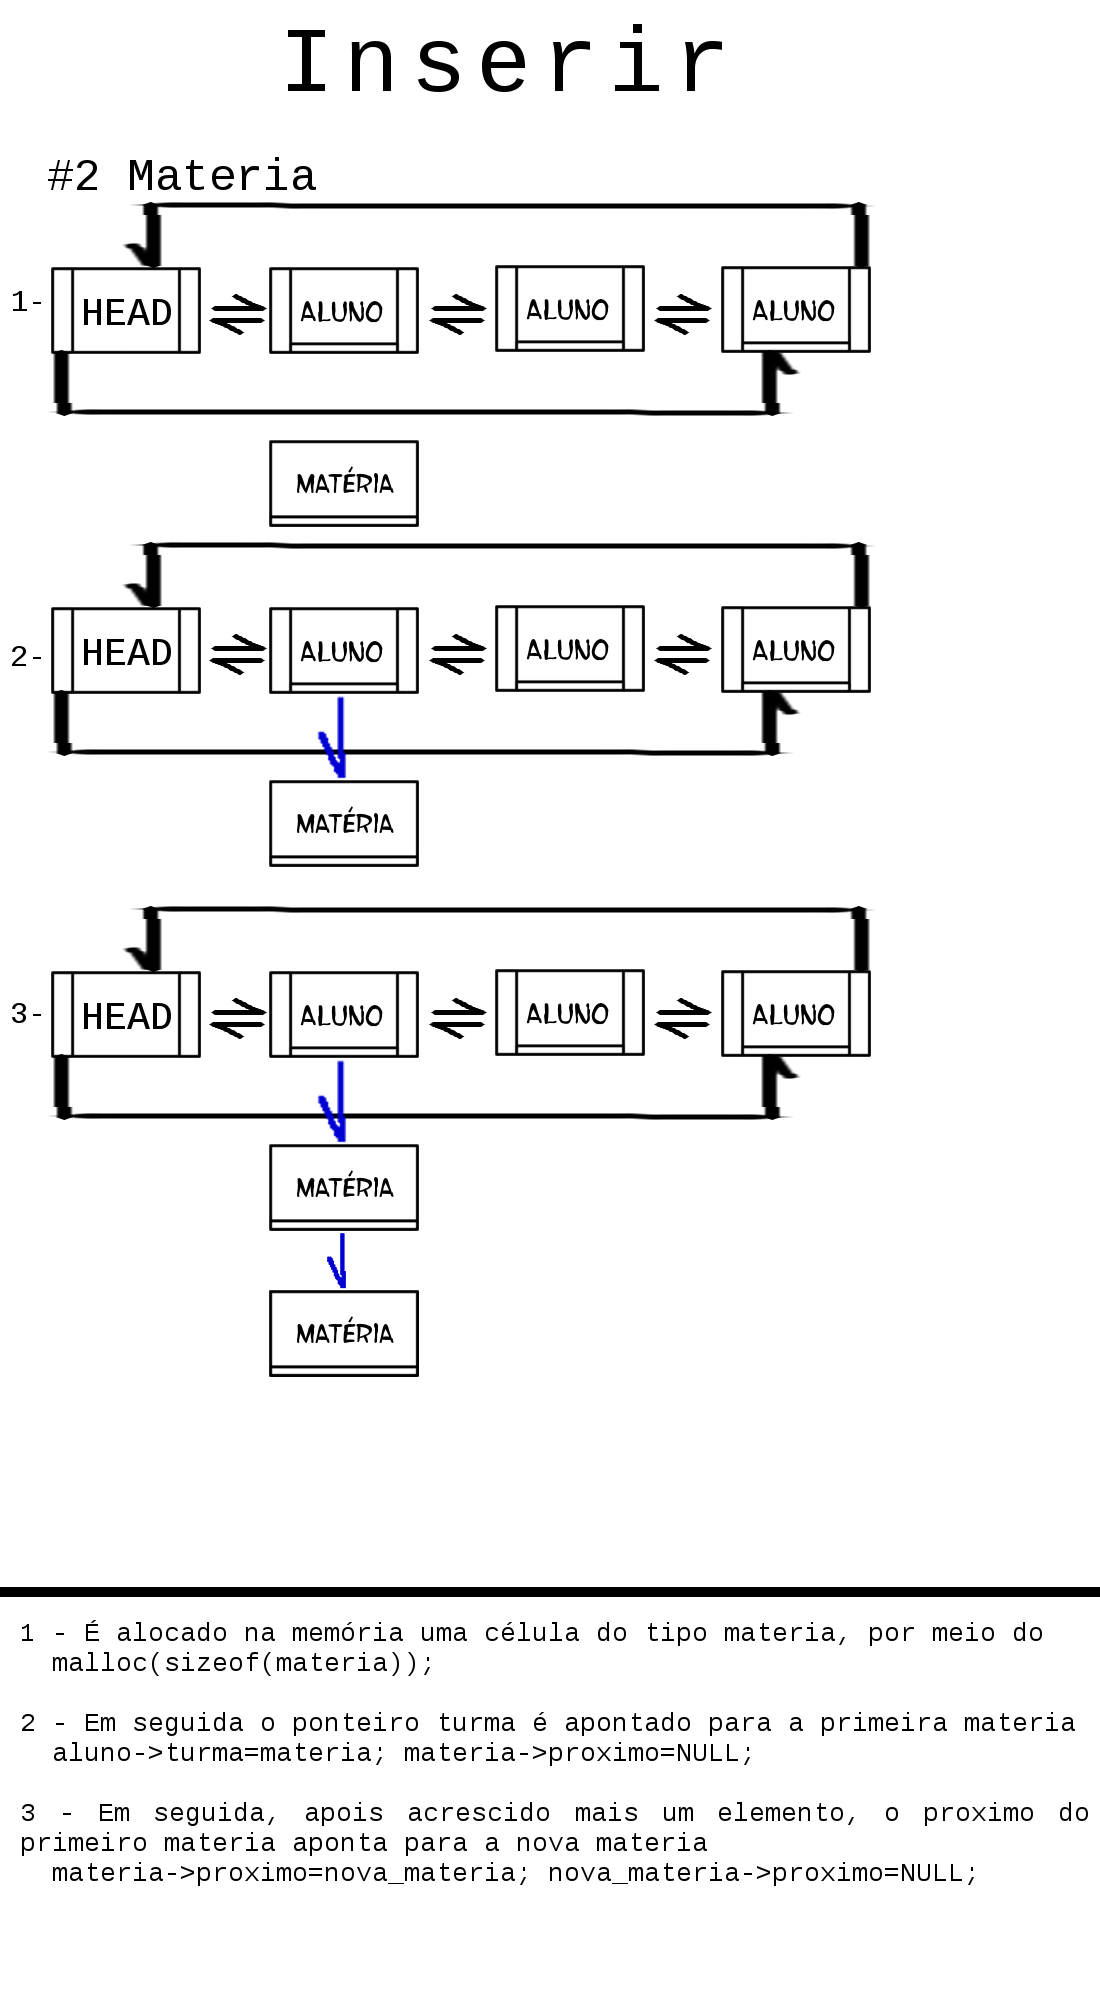 Inserir
#2 Materia
1- HEAD ALUNO ALUNO ALUNO
MATÉRIA
2- HEAD ALUNO ALUNO ALUNO
MATÉRIA
3- HEAD ALUNO ALUNO ALUNO
MATÉRIA
MATÉRIA
1 - É alocado na memória uma célula do tipo materia, por meio do
malloc(sizeof(materia));
2 - Em seguida o ponteiro turma é apontado para a primeira materia
aluno->turma=materia; materia->proximo=NULL;
3 - Em seguida, apois acrescido mais um elemento, o proximo do
primeiro materia aponta para a nova materia
materia->proximo=nova_materia; nova_materia->proximo=NULL;